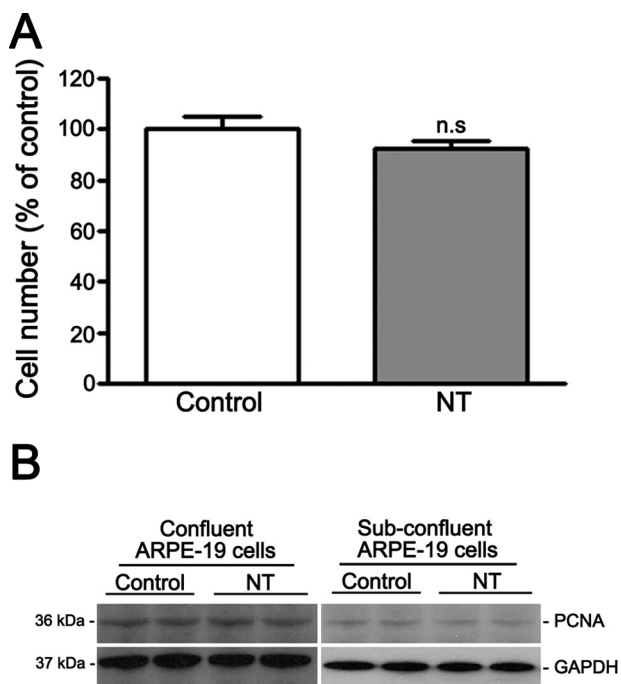 A
Cell number (% of control)
120
100
80
60
40
20
0
n.s
Control NT
B
Confluent
ARPE-19 cells
Sub-confluent
ARPE-19 cells
Control NT Control NT
36 kDa - - PCNA
37 kDa - - GAPDH